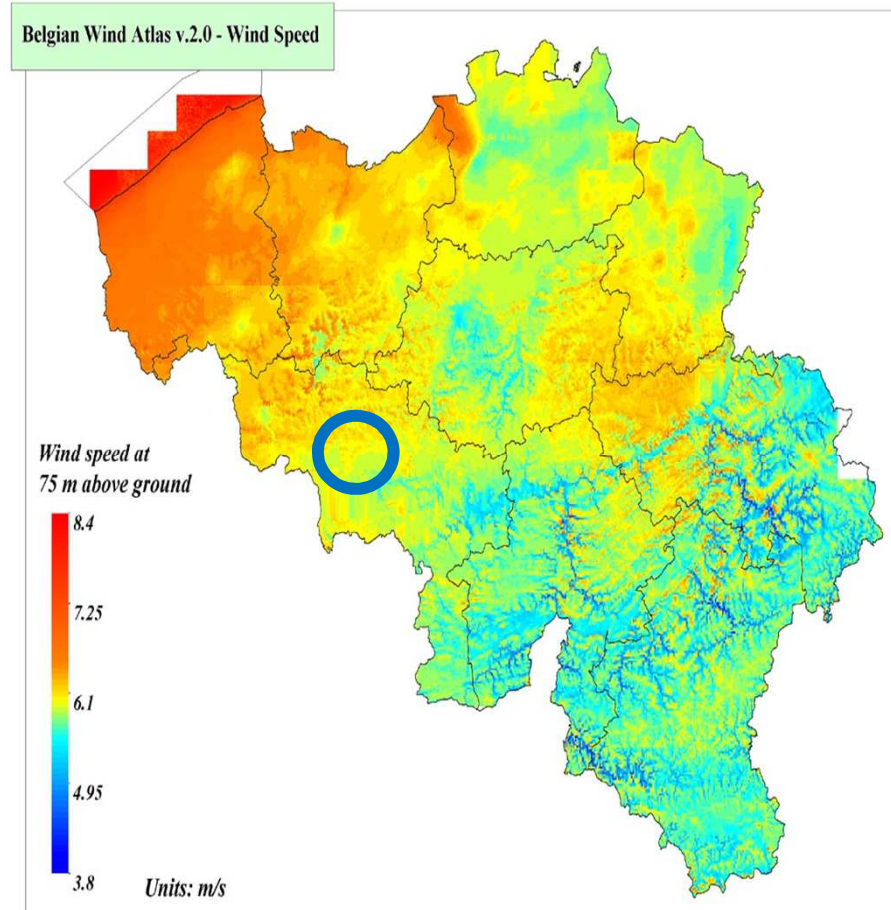 Belgian Wind Atlas v.2.0 - Wind Speed
Wind speed at
75 m above ground
8.4
7.25
6.1
4.95
3.8
Units: m/s